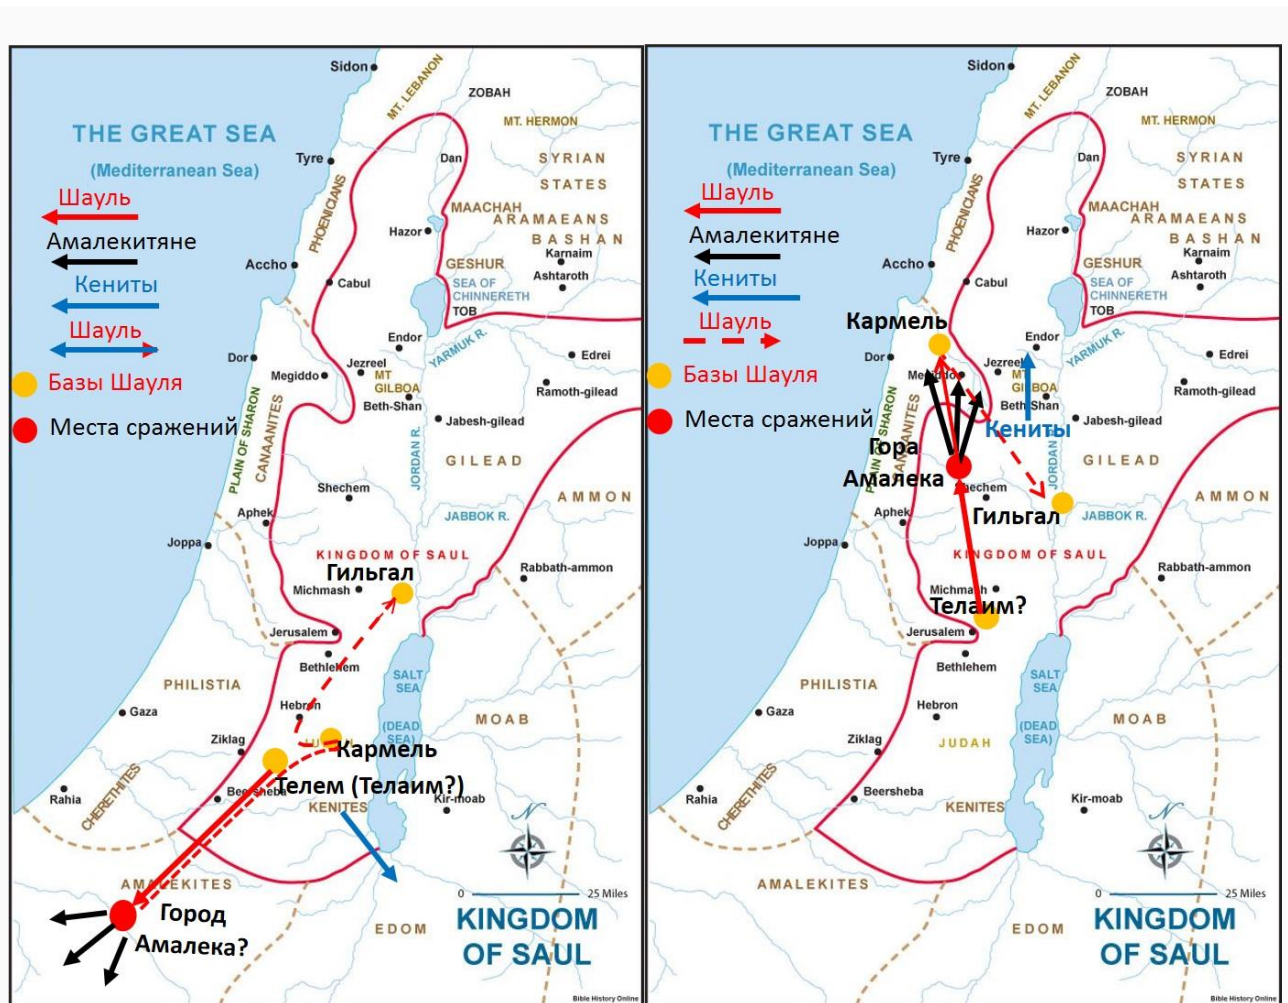 Sidon
MT. LEBANON
ZOBAH
MT. HERMON
THE GREAT SEA
(Mediterranean Sea)
Tyre
Dan
SYRIAN
STATES
PHOENICIANS
Шауль
MAACHAH
ARAMAEANS
Hazor
BASHAN
Амалекитяне
Karnaim
Accho
GESHUR
Ashtaroth
Кениты
Cabul
SEA OF
CHINNERETH
TOB
Шауль
Endor
YARMUK R.
Dor
Jezreel
Edrei
Базы Шауля
Megiddo
MT
GILBOA
Ramoth-gilead
Beth-Shan
Места сражений
Jabesh-gilead
PLAIN OF SHARON
CANAANITES
JORDAN R.
GILEAD
Shechem
AMMON
Aphek
JABBOK R.
Joppa
KINGDOM OF SAUL
Гильгал
Rabbath-ammon
Michmash
Jerusalem
Bethlehem
PHILISTIA
SALT
SEA
Hebron
Gaza
(DEAD
SEA)
MOAB
Ziklag
Кармель
Телем (Телаим?)
Rahia
CHERETHITES
Beersheba
KENITES
Kir-moab
N
AMALEKITES
0
25 Miles
Город
Амалека?
EDOM
KINGDOM
OF SAUL
Bible History Online
Sidon
MT. LEBANON
ZOBAH
MT. HERMON
THE GREAT SEA
(Mediterranean Sea)
Tyre
Dan
SYRIAN
STATES
PHOENICIANS
Шауль
MAACHAH
ARAMAEANS
Hazor
BASHAN
Амалекитяне
Karnaim
Accho
GESHUR
Ashtaroth
Кениты
Cabul
SEA OF
CHINNERETH
TOB
Шауль
Кармель
Endor
YARMUK R.
Dor
Jezreel
Edrei
Базы Шауля
Megiddo
MT
GILBOA
Ramoth-gilead
Beth-Shan
Места сражений
Кениты
Jabesh-gilead
PLAIN OF SHARON
CANAANITES
JORDAN R.
Гора
Амалека
GILEAD
Shechem
AMMON
Гильгал
Aphek
JABBOK R.
Joppa
KINGDOM OF SAUL
Rabbath-ammon
Michmash
Телаим?
Jerusalem
Bethlehem
PHILISTIA
SALT
SEA
Hebron
Gaza
(DEAD
SEA)
MOAB
Ziklag
JUDAH
Rahia
CHERETHITES
Beersheba
KENITES
Kir-moab
N
AMALEKITES
0
25 Miles
EDOM
KINGDOM
OF SAUL
Bible History Online